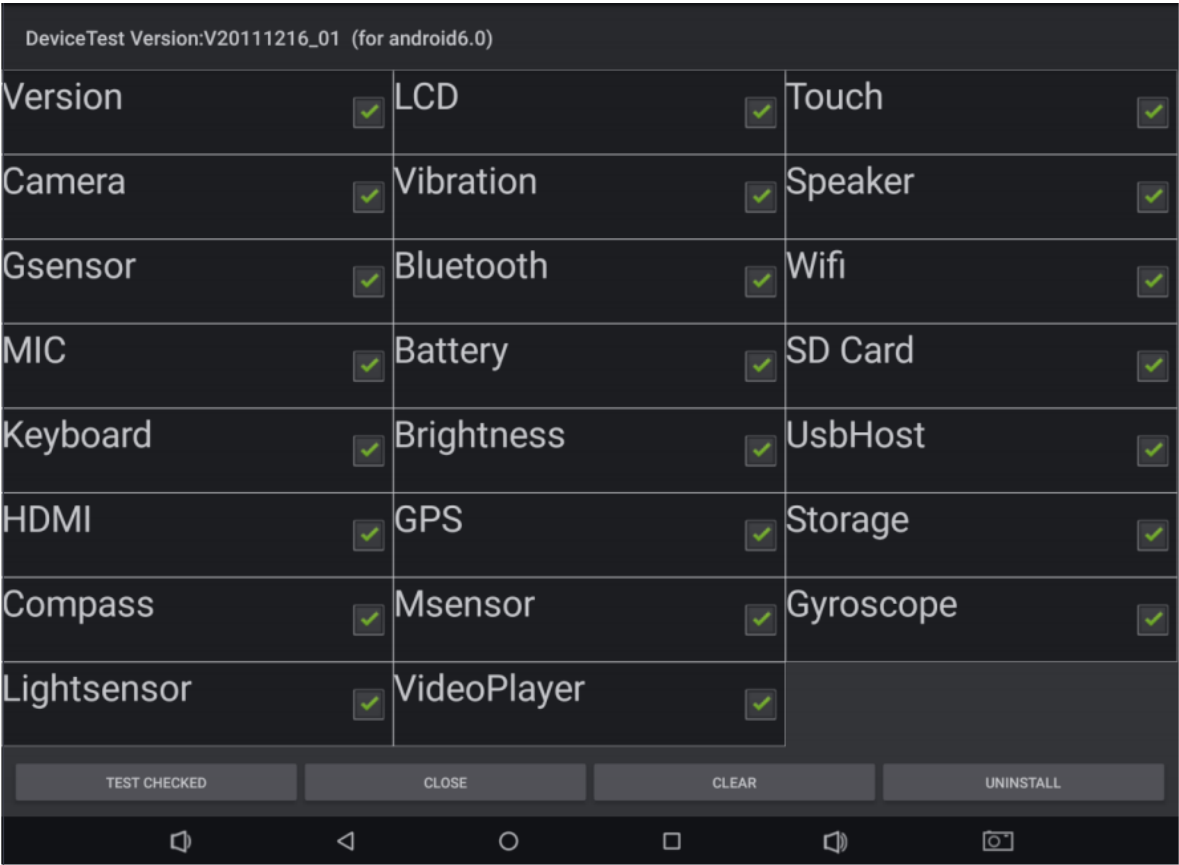 DeviceTest Version:V20111216_01 (for android6.0)
Version LCD Touch
Camera Vibration Speaker
Gsensor Bluetooth Wifi
MIC Battery SD Card
Keyboard Brightness UsbHost
HDMI GPS Storage
Compass Msensor Gyroscope
Lightsensor VideoPlayer
TEST CHECKED CLOSE CLEAR UNINSTALL